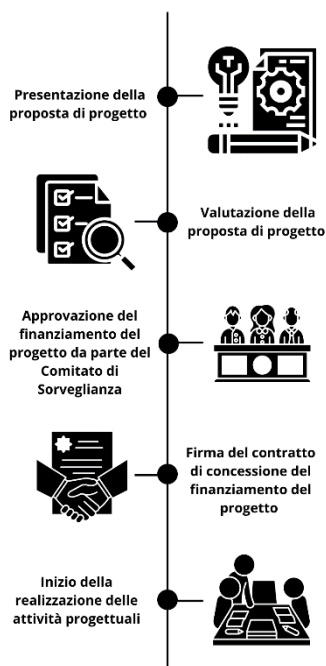 Presentazione della
proposta di progetto
Valutazione della
proposta di progetto
Approvazione del
finanziamento del
progetto da parte del
Comitato di
Sorveglianza
Firma del contratto
di concessione del
finanziamento del
progetto
Inizio della
realizzazione delle
attività progettuali